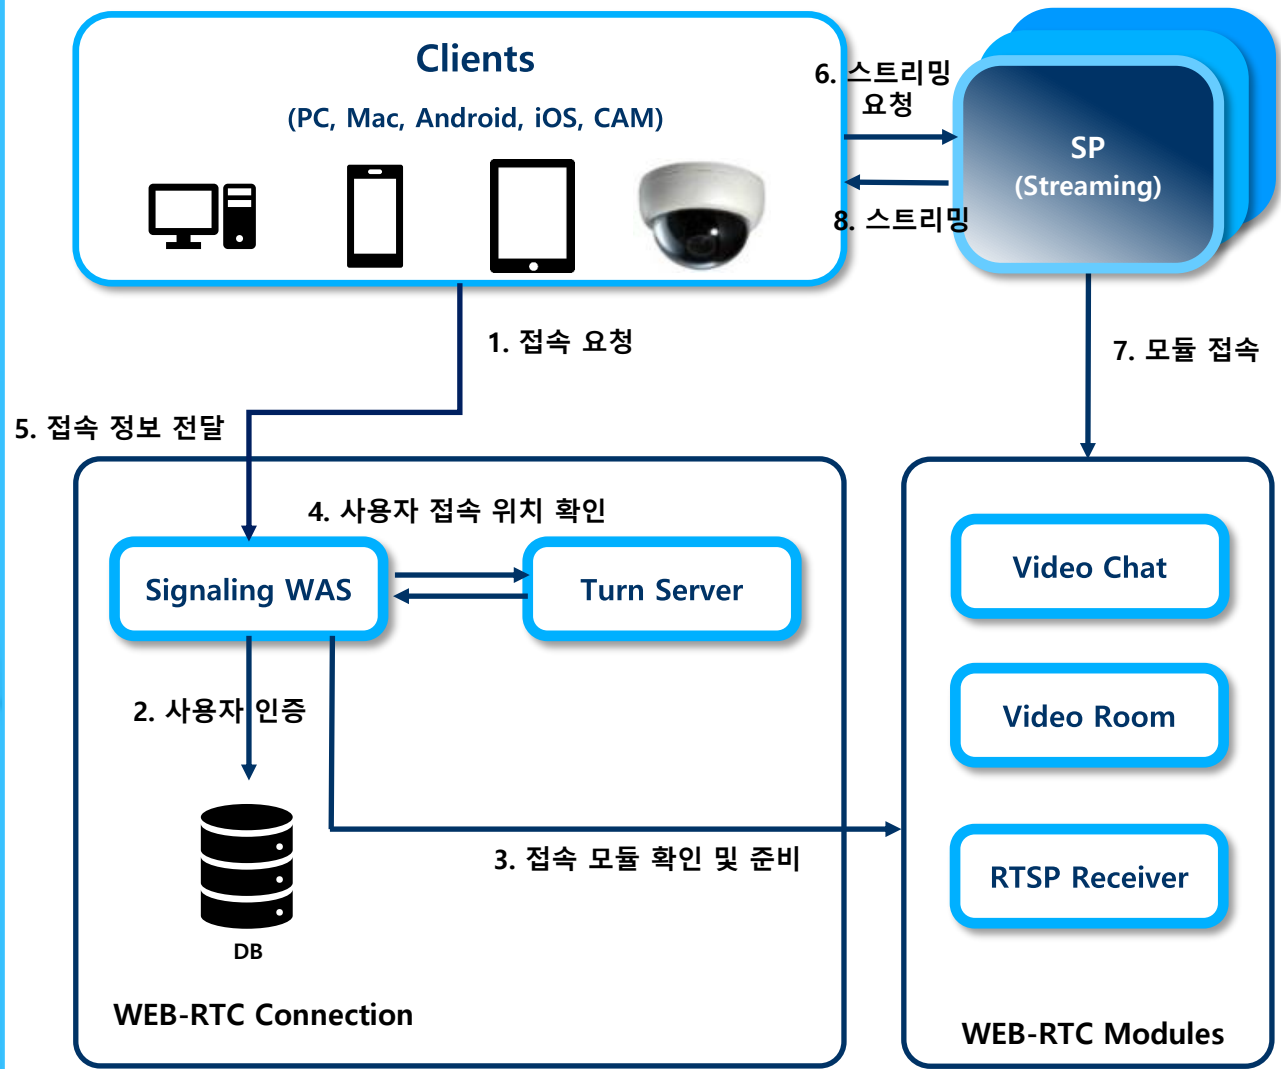 Clients
(PC, Mac, Android, iOS, CAM)
6. 스트리밍
요청
SP
(Streaming)
8. 스트리밍
1. 접속 요청
7. 모듈 접속
5. 접속 정보 전달
4. 사용자 접속 위치 확인
Signaling WAS
Turn Server
Video Chat
2. 사용자 인증
Video Room
3. 접속 모듈 확인 및 준비
RTSP Receiver
DB
WEB-RTC Connection
WEB-RTC Modules